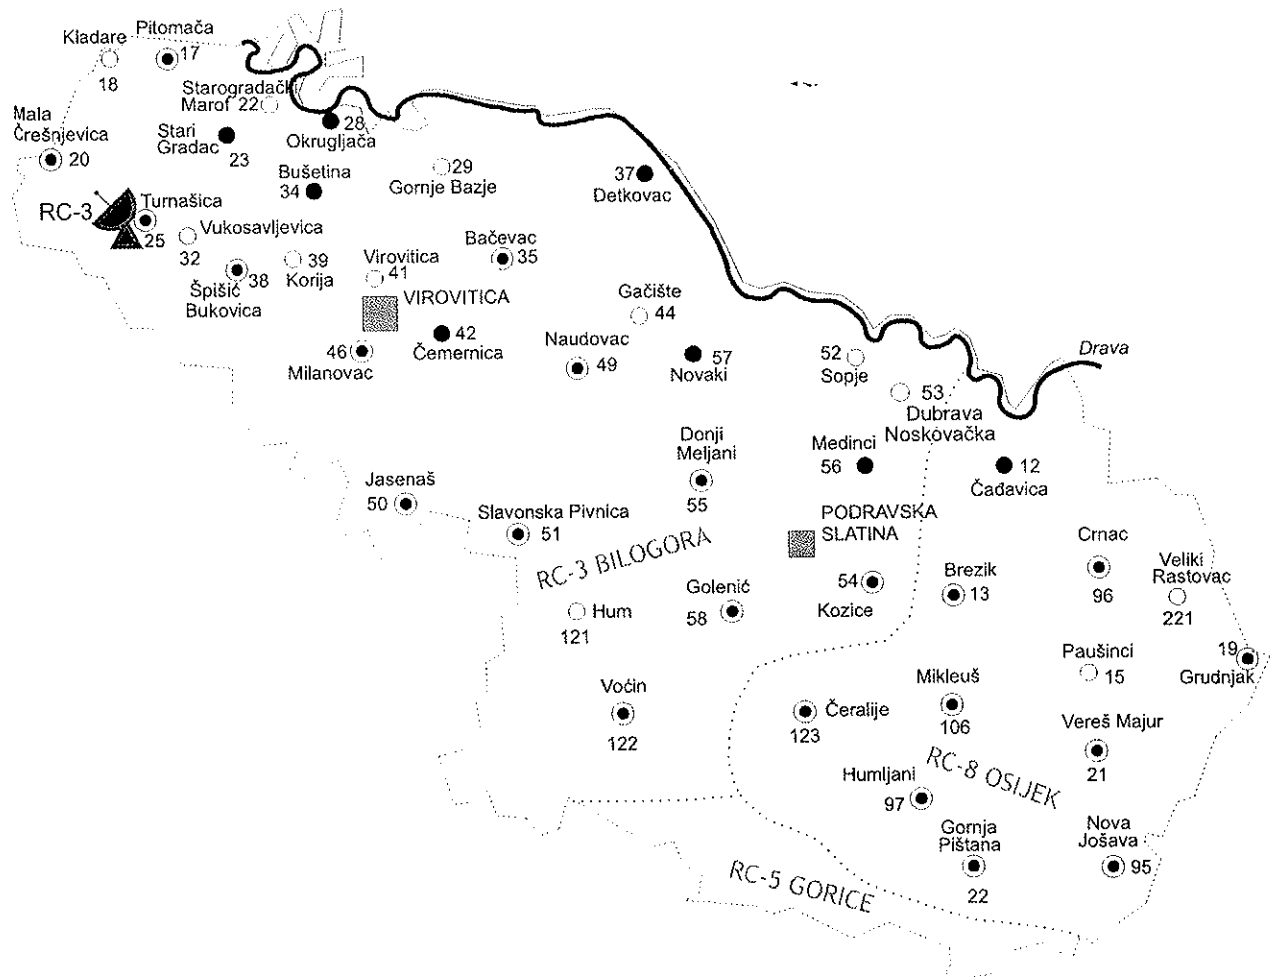 Kladare
18
Pitomača
17
Starogradački
Marof 22
Mala
Črešnjevica
20
Stari
Gradac
23
28
Okrugljača
Bušetina
34
29
Gornje Bazje
37
Detkovac
RC-3
Turnašica
25
Vukosavljevica
32
38
Špišić
Bukovica
39
Korija
Virovitica
41
VIROVITICA
Bačevac
35
42
Čemernica
46
Milanovac
Gačište
44
Naudovac
49
57
Novaki
52
Sopje
53
Dubrava
Noskovačka
Drava
Donji
Meljani
55
Medinci
56
12
Čađavica
Jasenaš
50
Slavonska Pivnica
51
PODRAVSKA
SLATINA
RC-3 BILOGORA
Golenić
58
54
Kozice
Brezik
13
Crnac
96
Veliki
Rastovac
221
Hum
121
Paušinci
15
19
Grudnjak
Voćin
122
Čeralije
123
Mikleuš
106
Vereš Majur
21
RC-8 OSIJEK
Humljani
97
Gornja
Pištana
22
Nova
Jošava
95
RC-5 GORICE